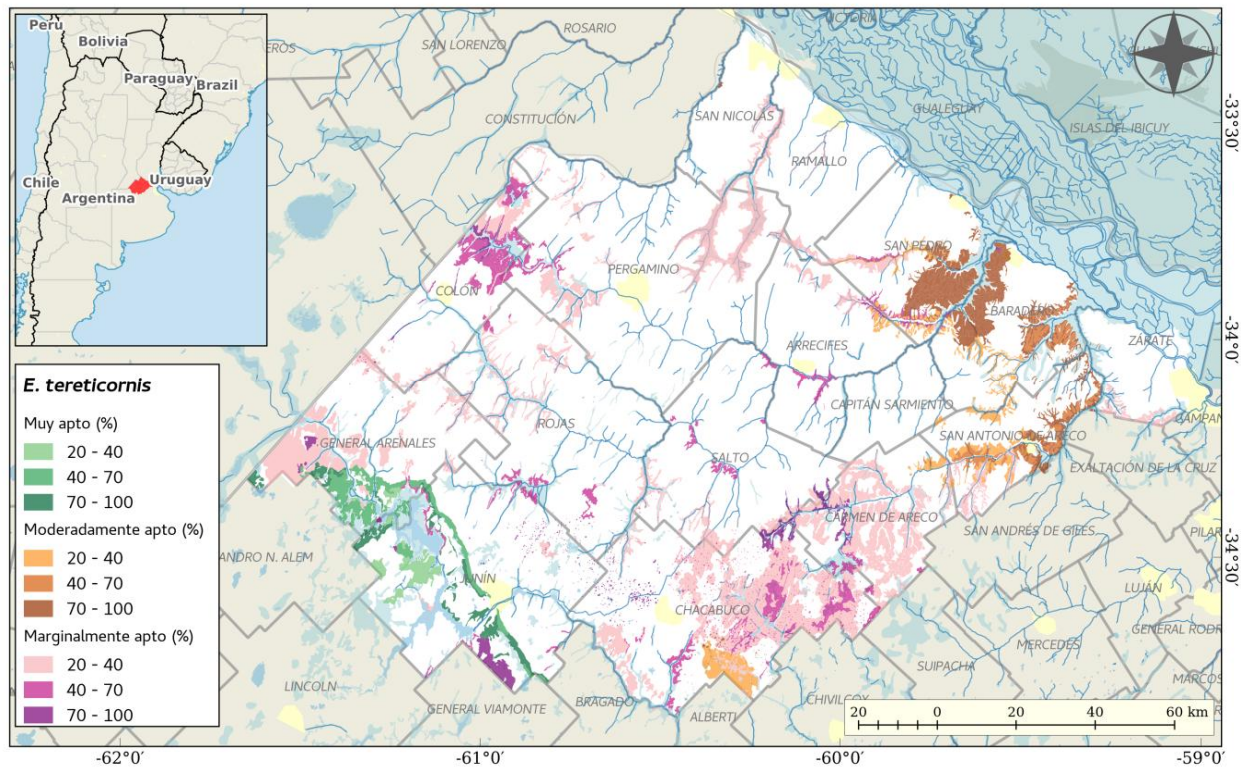 Peru
Bolivia
Paraguay
Brazil
Chile
Uruguay
Argentina
E. tereticornis
Muy apto (%)
20 - 40
40 - 70
70 - 100
Moderadamente apto (%)
20 - 40
40 - 70
70 - 100
Marginalmente apto (%)
20 - 40
40 - 70
70 - 100
VICTORIA
ROSARIO
SAN LORENZO
EROS
CONSTITUCIÓN
SAN NICOLÁS
GUALEGUAY
ISLAS DEL IBICUY
RAMALLO
SAN PEDRO
PERGAMINO
COLÓN
BARADERO
ZÁRATE
ARRECIFES
CAPITÁN SARMIENTO
CAMPAN
ROJAS
GENERAL ARENALES
SAN ANTONIO DE ARECO
SALTO
EXALTACIÓN DE LA CRUZ
CARMEN DE ARECO
SAN ANDRÉS DE GILES
PILAR
ANDRO N. ALEM
JUNÍN
LUJÁN
CHACABUCO
GENERAL RODR
MERCEDES
SUIPACHA
MARCOS
LINCOLN
BRAGADO
CHIVILCOY
GENERAL VIAMONTE
ALBERTI
20 0 20 40 60 km
-33°30'
-34°0'
-34°30'
-62°0' -61°0' -60°0' -59°0'